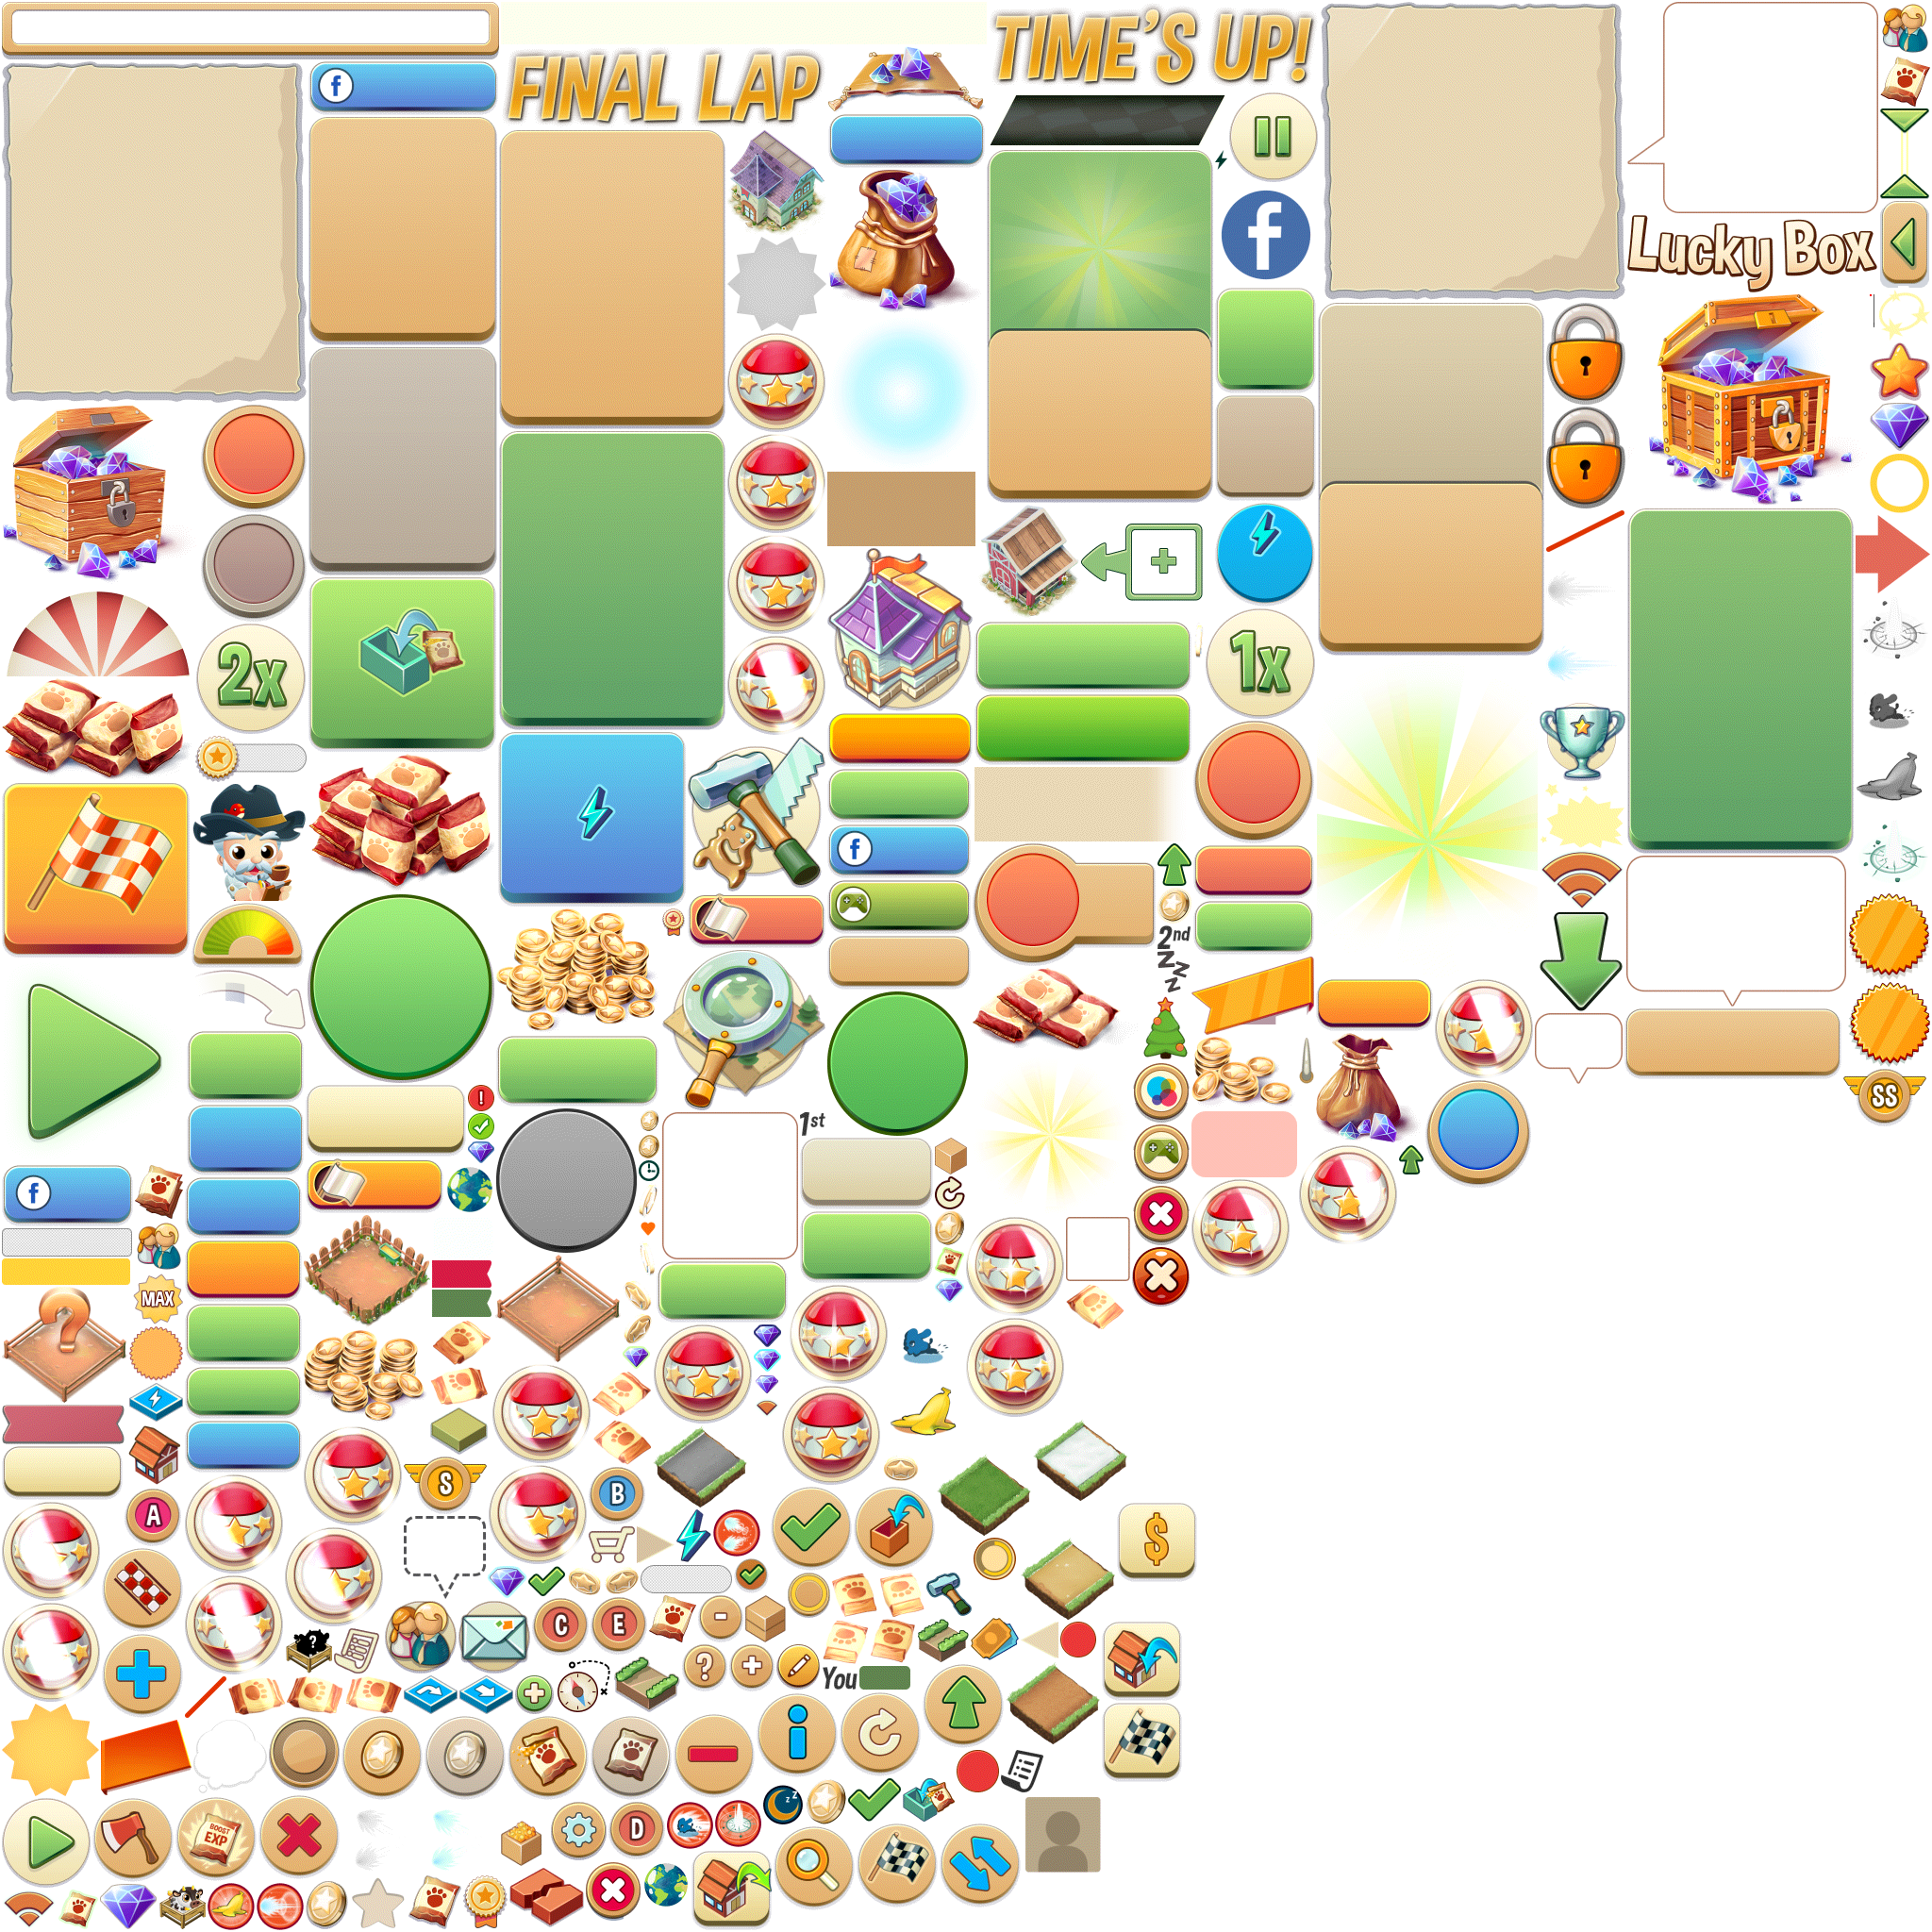 TIME'S UP!
FINAL LAP
f
f
Lucky Box
2x
1x
f
2nd
z
z
z
1st
!
SS
f
MAX
?
S
B
A
$
?
C
E
-
?
+
You
i
BOOST
EXP
D
z
z